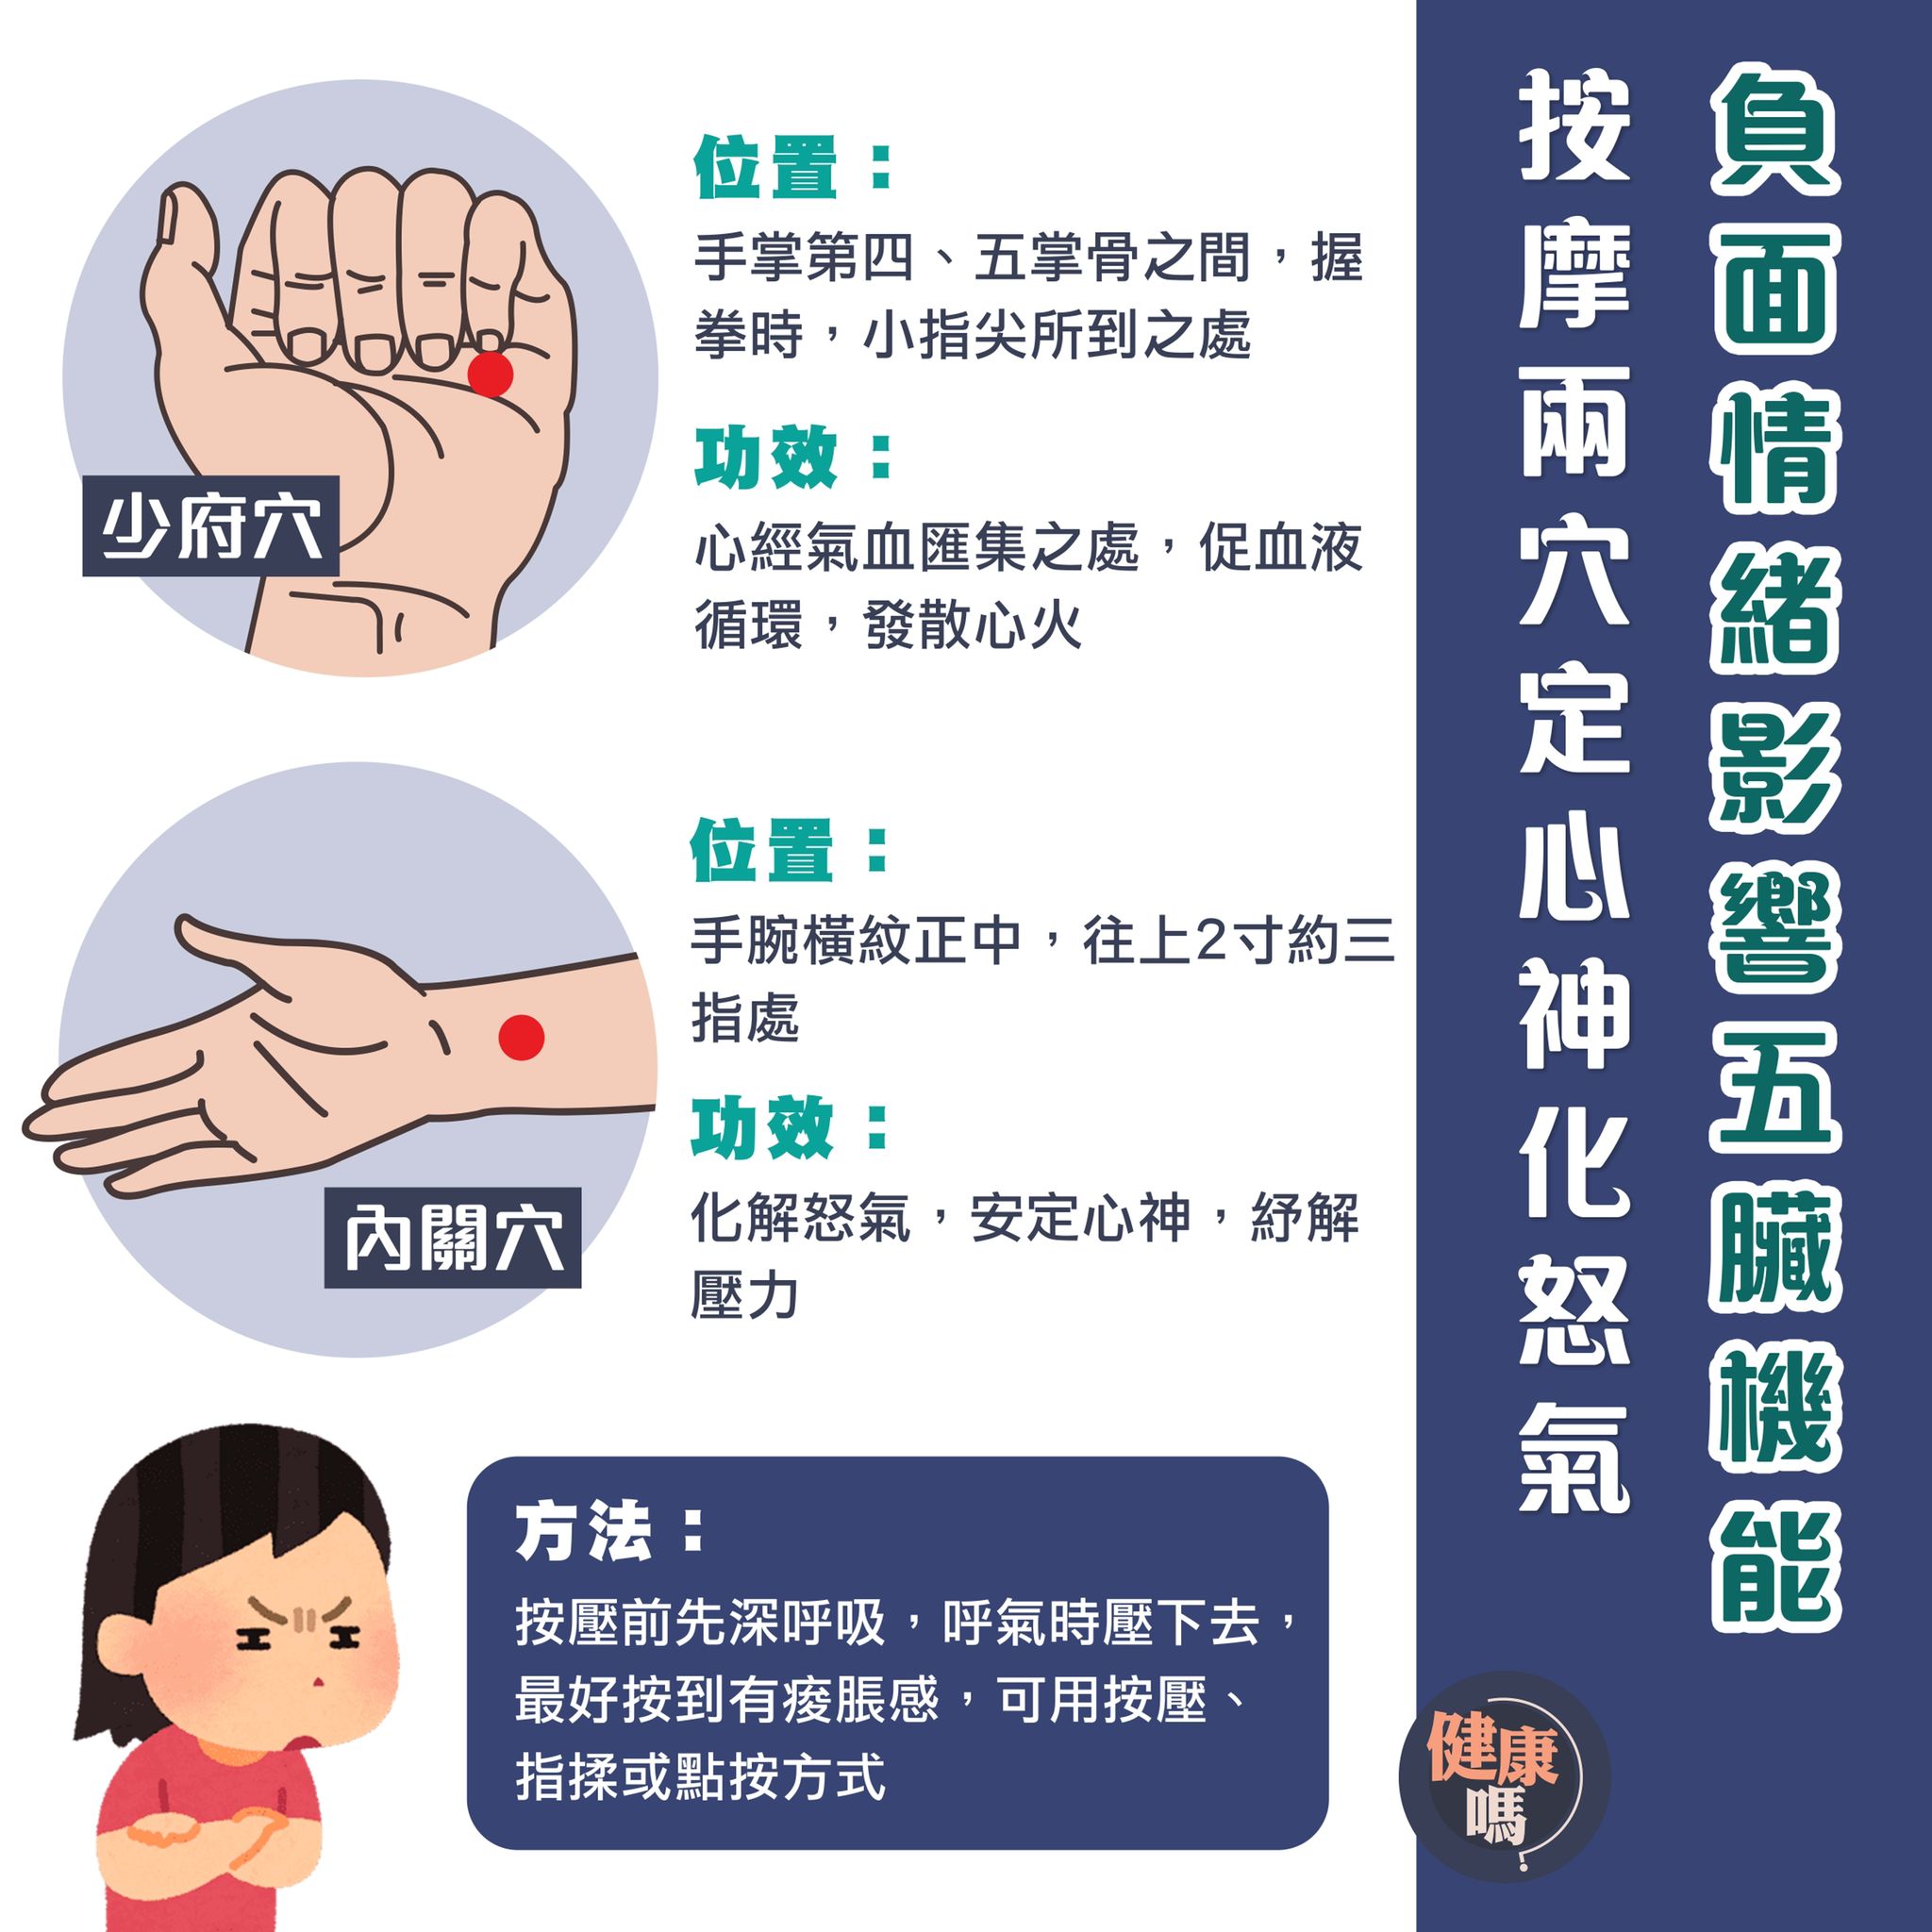 負面情緒影響五臟機能
按摩兩穴定心神化怒氣
位置：
手掌第四、五掌骨之間，握
拳時，小指尖所到之處
功效：
心經氣血匯集之處，促血液
循環，發散心火
少府穴
位置：
手腕橫紋正中，往上2寸約三
指處
功效：
化解怒氣，安定心神，紓解
壓力
內關穴
方法：
按壓前先深呼吸，呼氣時壓下去，
最好按到有痠脹感，可用按壓、
指揉或點按方式
健康
嗎？